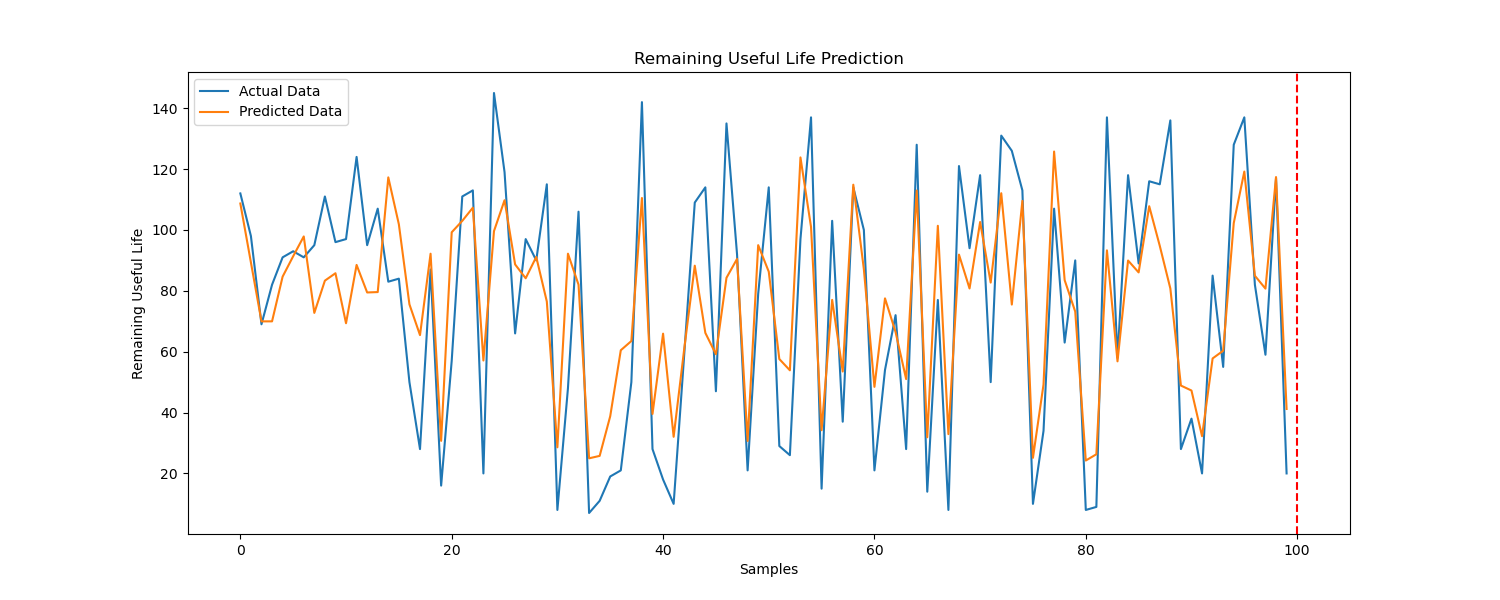 Remaining Useful Life Prediction
Actual Data
Predicted Data
Remaining Useful Life
140
120
100
80
60
40
20
0
20
40
60
80
100
Samples